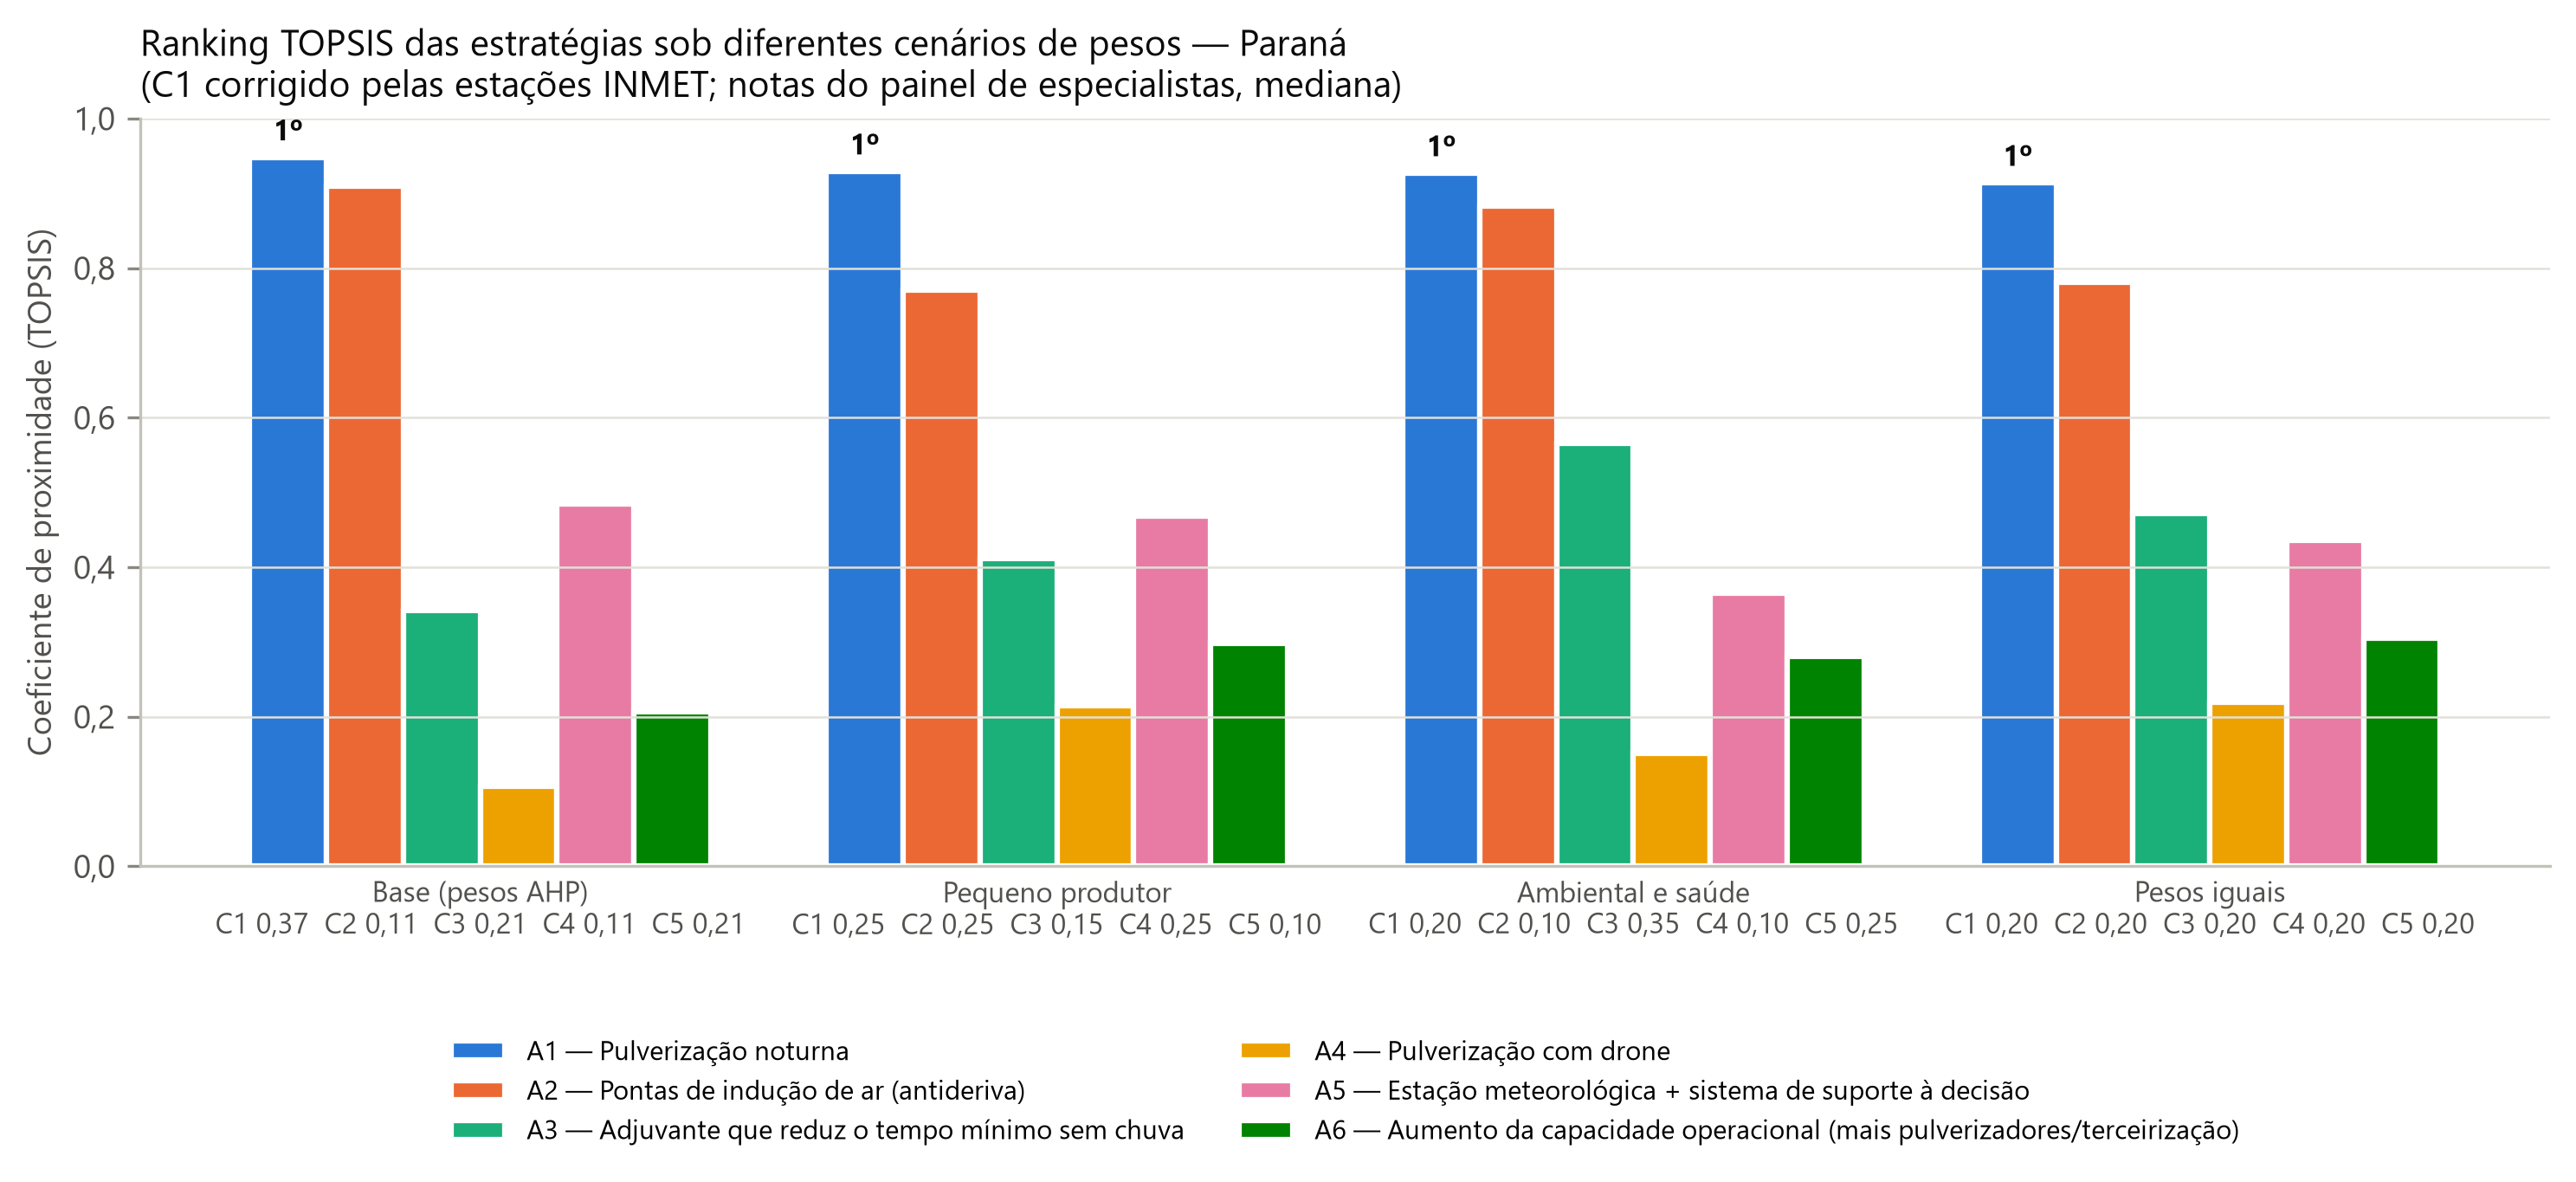 Ranking TOPSIS das estratégias sob diferentes cenários de pesos — Paraná
(C1 corrigido pelas estações INMET; notas do painel de especialistas, mediana)
Coeficiente de proximidade (TOPSIS)
1,0
0,8
0,6
0,4
0,2
0,0
1º
1º
1º
1º
Base (pesos AHP)
C1 0,37 C2 0,11 C3 0,21 C4 0,11 C5 0,21
Pequeno produtor
C1 0,25 C2 0,25 C3 0,15 C4 0,25 C5 0,10
Ambiental e saúde
C1 0,20 C2 0,10 C3 0,35 C4 0,10 C5 0,25
Pesos iguais
C1 0,20 C2 0,20 C3 0,20 C4 0,20 C5 0,20
A1 — Pulverização noturna
A2 — Pontas de indução de ar (antideriva)
A3 — Adjuvante que reduz o tempo mínimo sem chuva
A4 — Pulverização com drone
A5 — Estação meteorológica + sistema de suporte à decisão
A6 — Aumento da capacidade operacional (mais pulverizadores/terceirização)